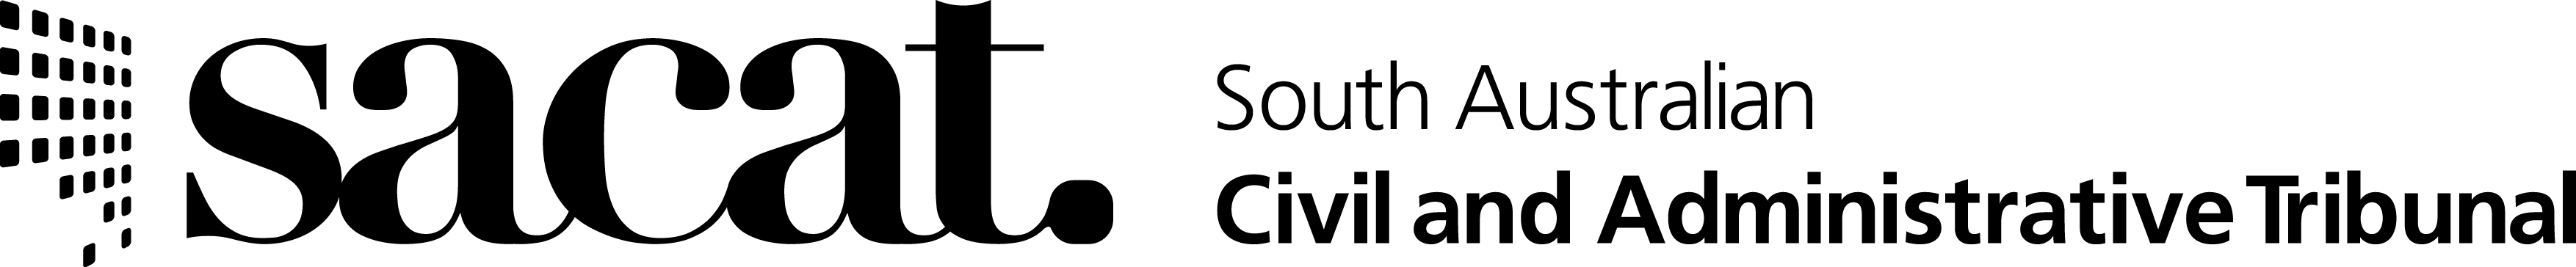 sacat.
South Australian
Civil and Administrative Tribunal